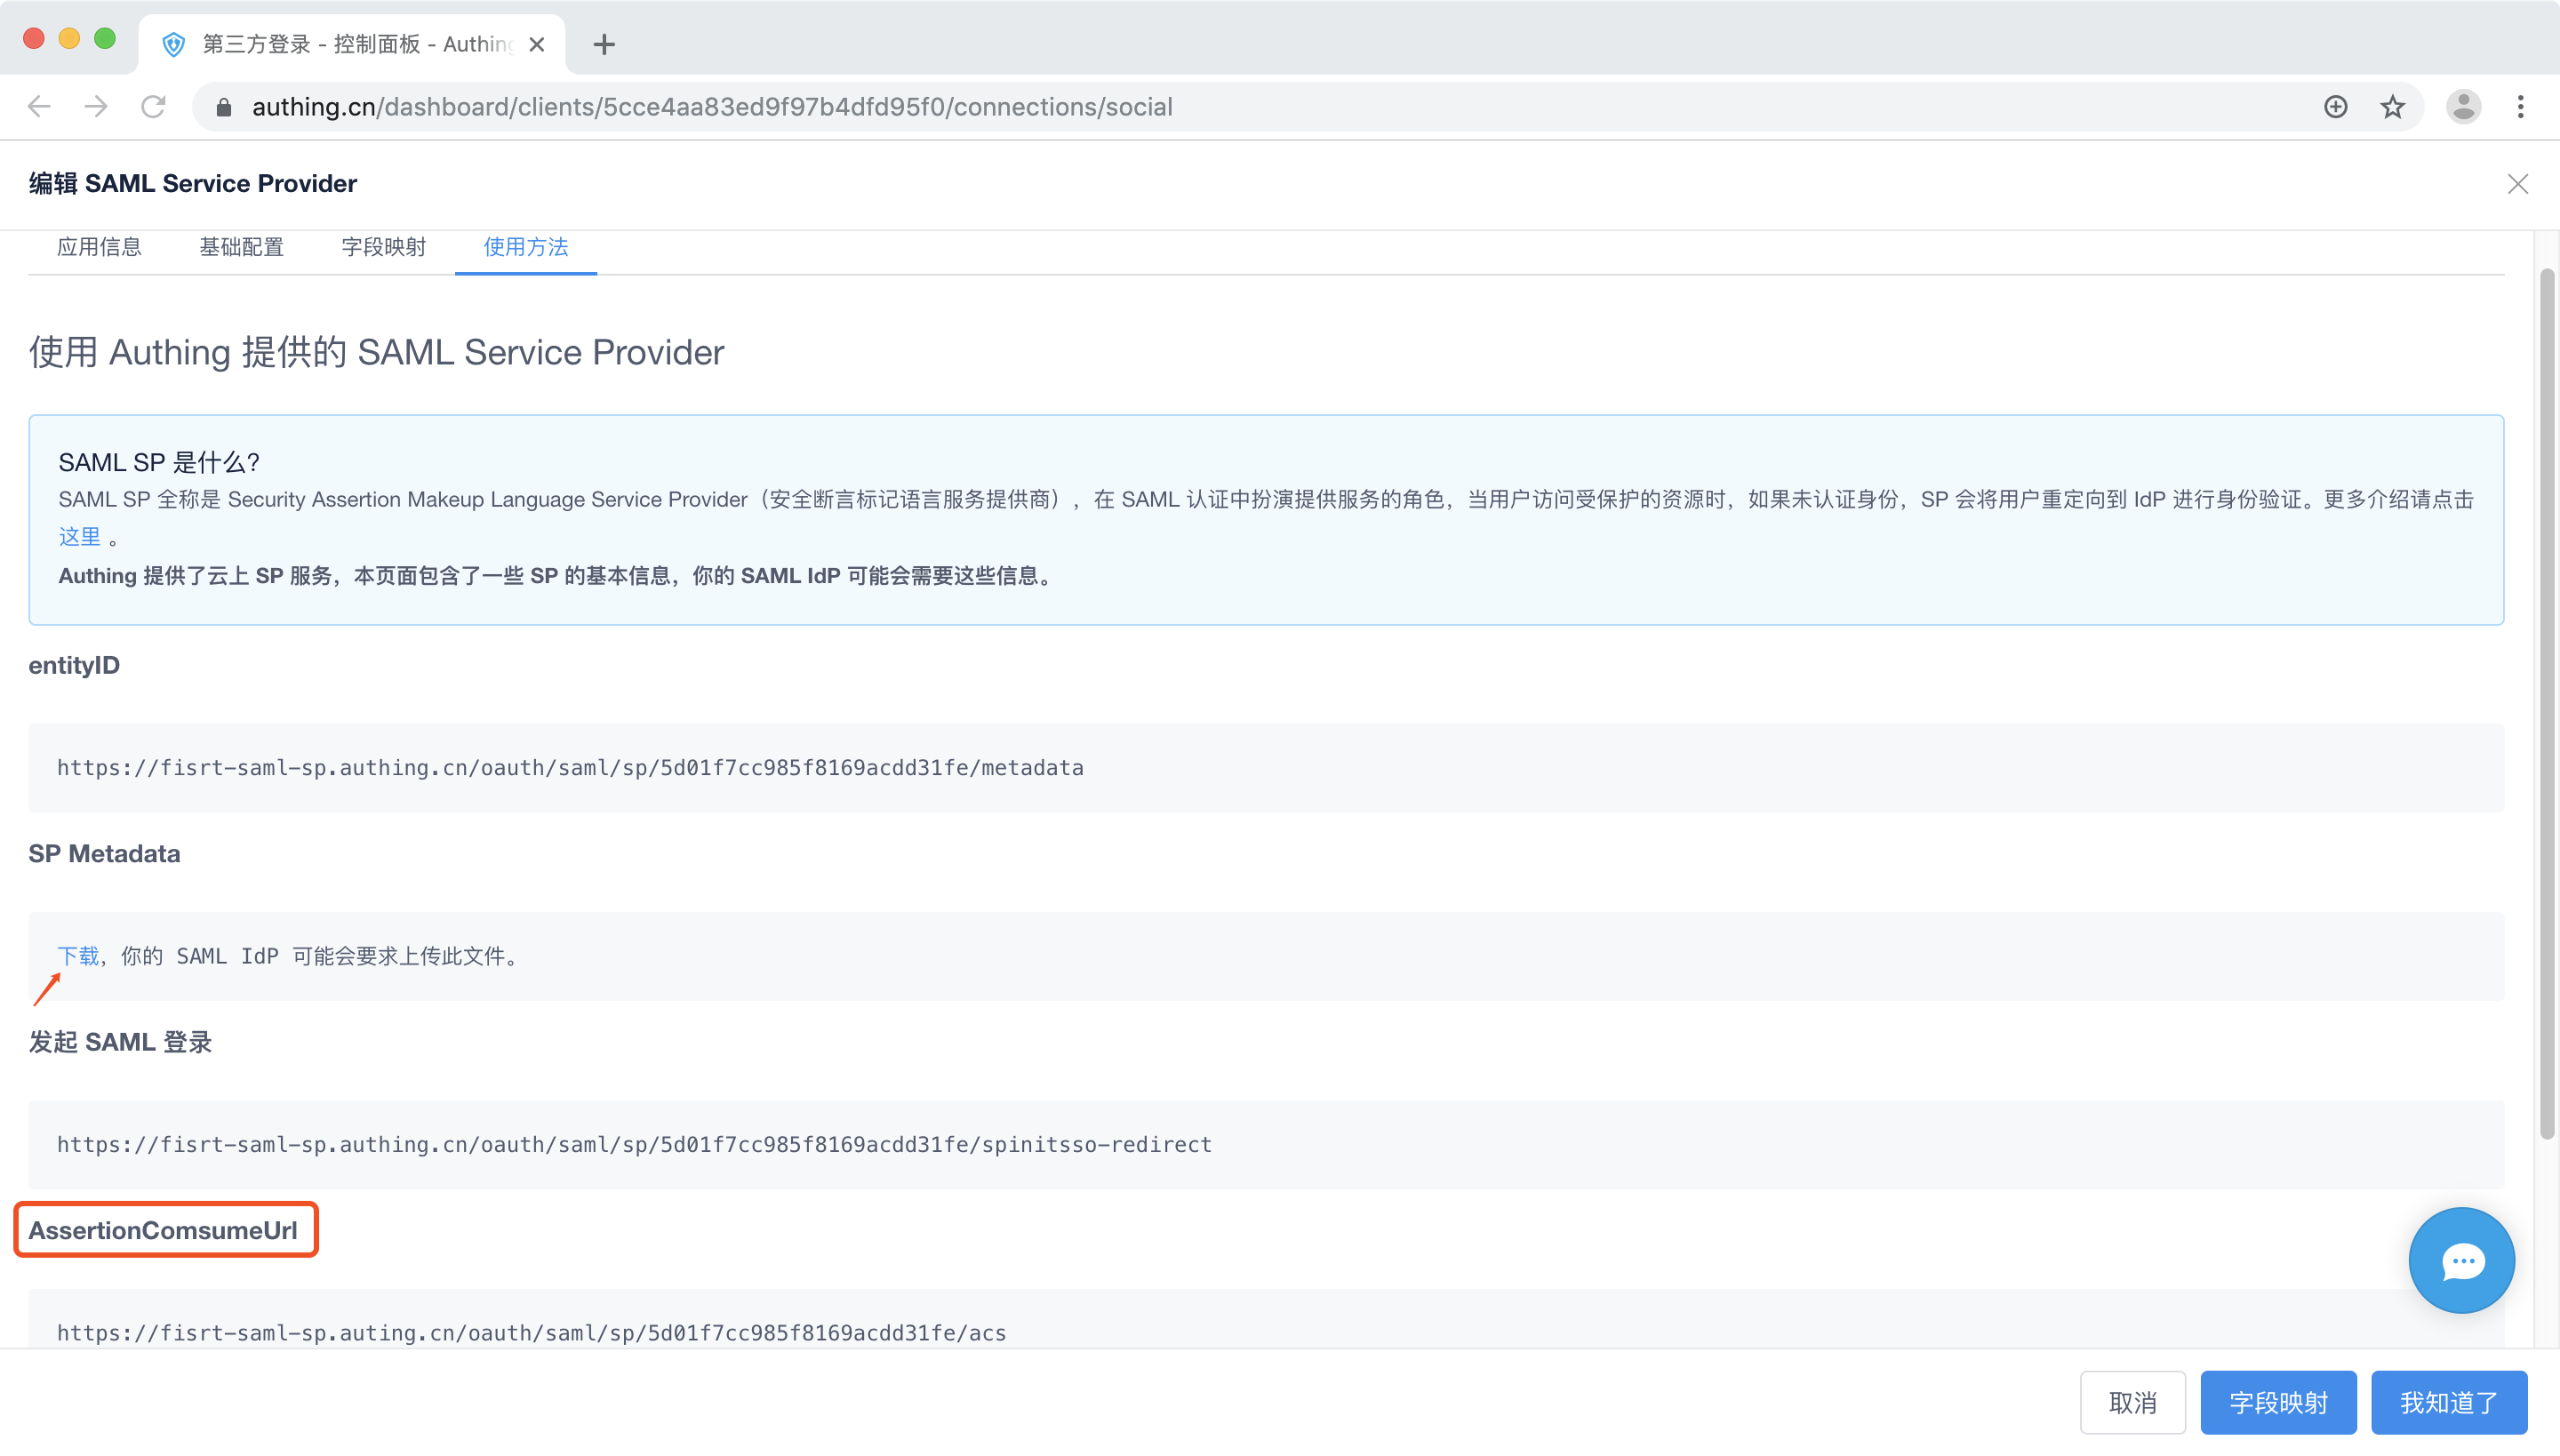 第三方登录 - 控制面板 - Authing
authing.cn/dashboard/clients/5cce4aa83ed9f97b4dfd95f0/connections/social
编辑 SAML Service Provider
应用信息 基础配置 字段映射 使用方法
使用 Authing 提供的 SAML Service Provider
SAML SP 是什么?
SAML SP 全称是 Security Assertion Makeup Language Service Provider（安全断言标记语言服务提供商），在 SAML 认证中扮演提供服务的角色，当用户访问受保护的资源时，如果未认证身份，SP 会将用户重定向到 IdP 进行身份验证。更多介绍请点击
这里 。
Authing 提供了云上 SP 服务，本页面包含了一些 SP 的基本信息，你的 SAML IdP 可能会需要这些信息。
entityID
https://fisrt-saml-sp.authing.cn/oauth/saml/sp/5d01f7cc985f8169acdd31fe/metadata
SP Metadata
下载，你的 SAML IdP 可能会要求上传此文件。
发起 SAML 登录
https://fisrt-saml-sp.authing.cn/oauth/saml/sp/5d01f7cc985f8169acdd31fe/spinitsso-redirect
AssertionComsumeUrl
https://fisrt-saml-sp.auting.cn/oauth/saml/sp/5d01f7cc985f8169acdd31fe/acs
取消 字段映射 我知道了